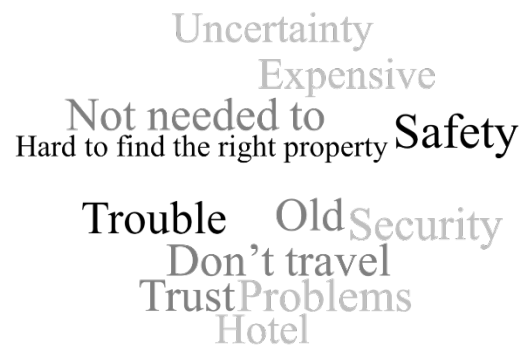 Uncertainty
Expensive
Not needed to
Hard to find the right property
Safety
Trouble
Old
Security
Don’t travel
Trust
Problems
Hotel